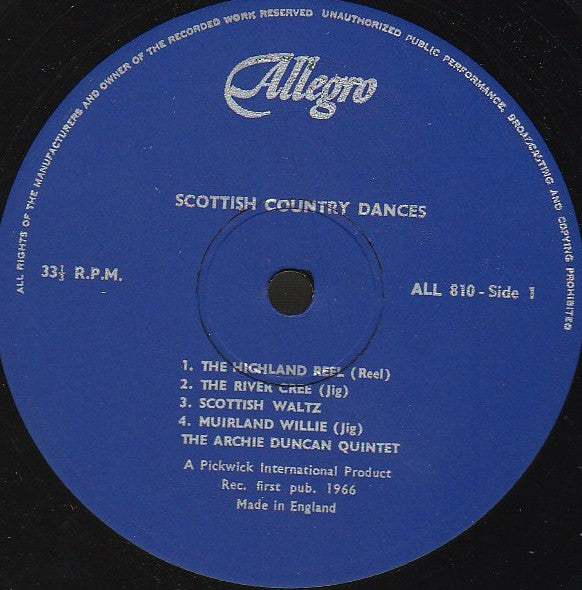 ALL RIGHTS OF THE MANUFACTURERS AND OWNER OF THE RECORDED WORK RESERVED UNAUTHORIZED PUBLIC PERFORMANCE, BROADCASTING AND COPYING PROHIBITED
Allegro
SCOTTISH COUNTRY DANCES
33⅓ R.P.M.
ALL 810 - Side 1
1. THE HIGHLAND REEL (Reel)
2. THE RIVER CREE (Jig)
3. SCOTTISH WALTZ
4. MUIRLAND WILLIE (Jig)
THE ARCHIE DUNCAN QUINTET
A Pickwick International Product
Rec. first pub. 1966
Made in England